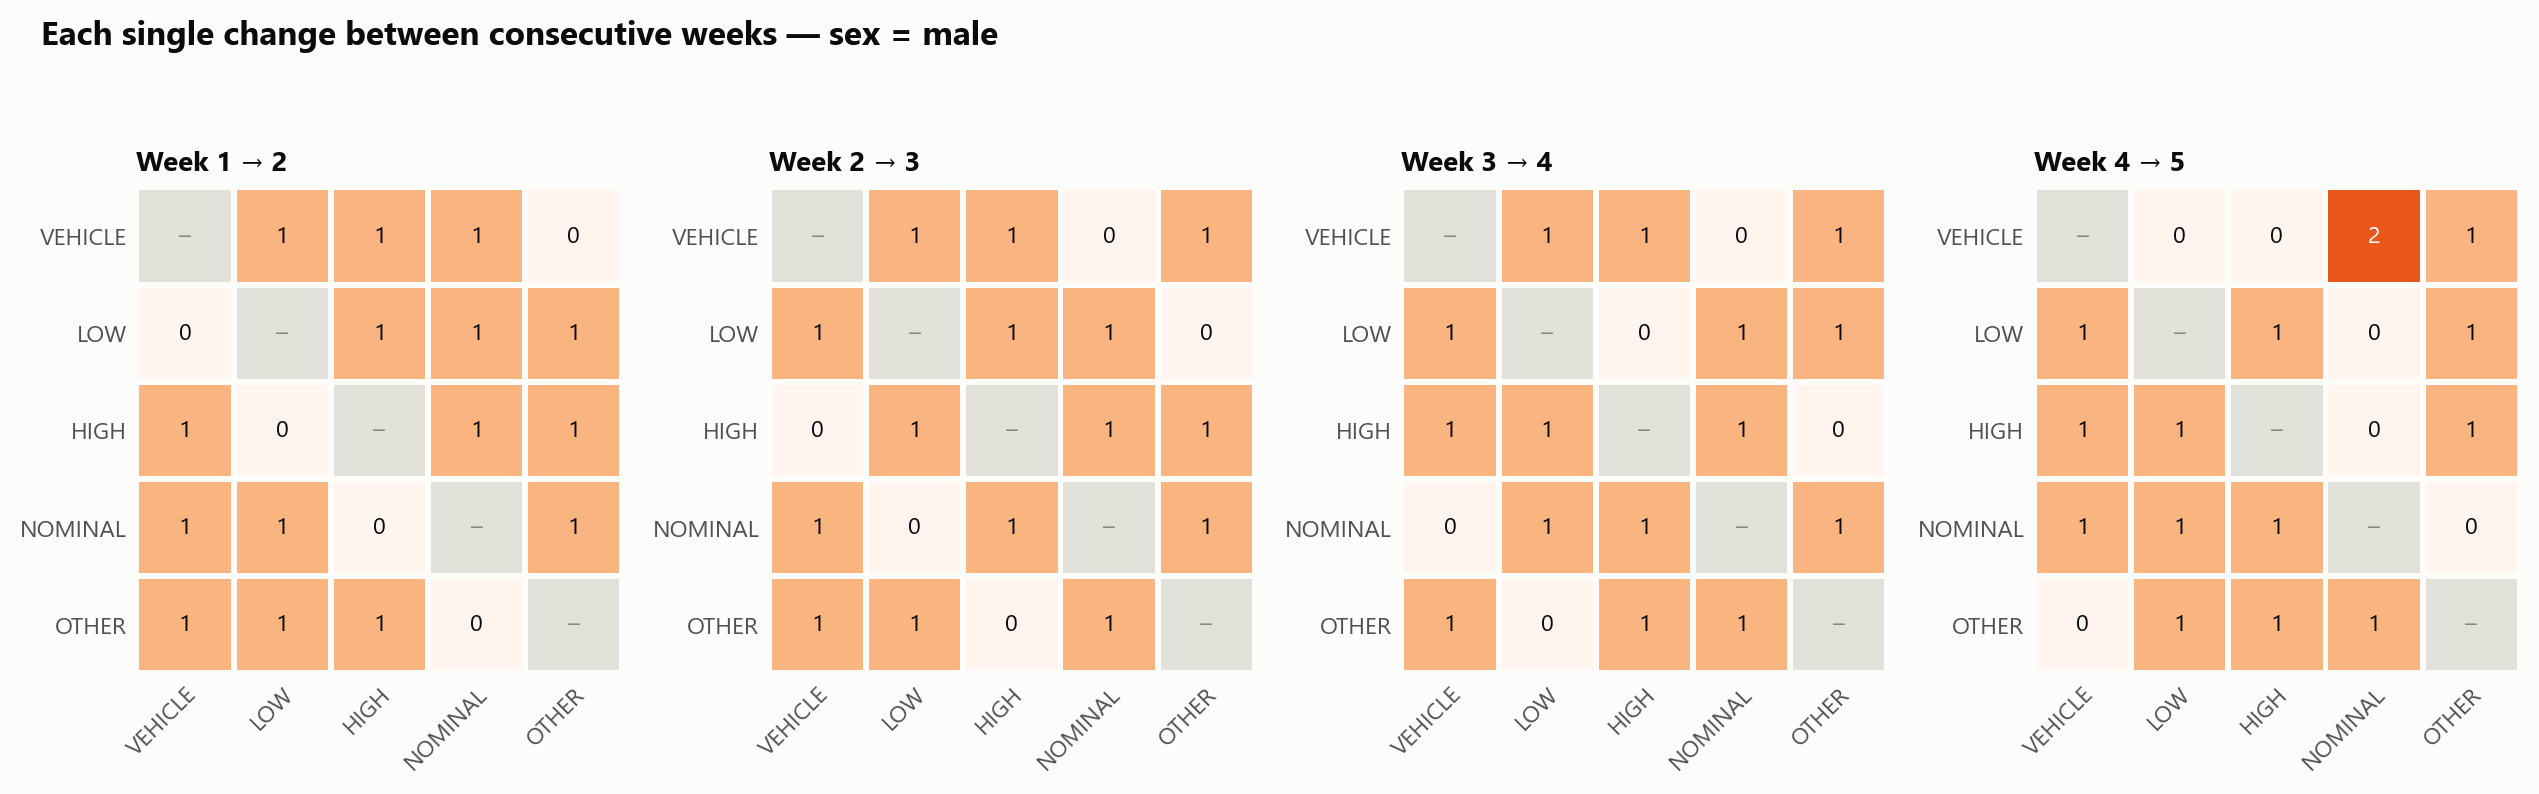 Each single change between consecutive weeks — sex = male
Week 1 → 2
VEHICLE – 1 1 1 0
LOW 0 – 1 1 1
HIGH 1 0 – 1 1
NOMINAL 1 1 0 – 1
OTHER 1 1 1 0 –
VEHICLE LOW HIGH NOMINAL OTHER
Week 2 → 3
VEHICLE – 1 1 0 1
LOW 1 – 1 1 0
HIGH 0 1 – 1 1
NOMINAL 1 0 1 – 1
OTHER 1 1 0 1 –
VEHICLE LOW HIGH NOMINAL OTHER
Week 3 → 4
VEHICLE – 1 1 0 1
LOW 1 – 0 1 1
HIGH 1 1 – 1 0
NOMINAL 0 1 1 – 1
OTHER 1 0 1 1 –
VEHICLE LOW HIGH NOMINAL OTHER
Week 4 → 5
VEHICLE – 0 0 2 1
LOW 1 – 1 0 1
HIGH 1 1 – 0 1
NOMINAL 1 1 1 – 0
OTHER 0 1 1 1 –
VEHICLE LOW HIGH NOMINAL OTHER